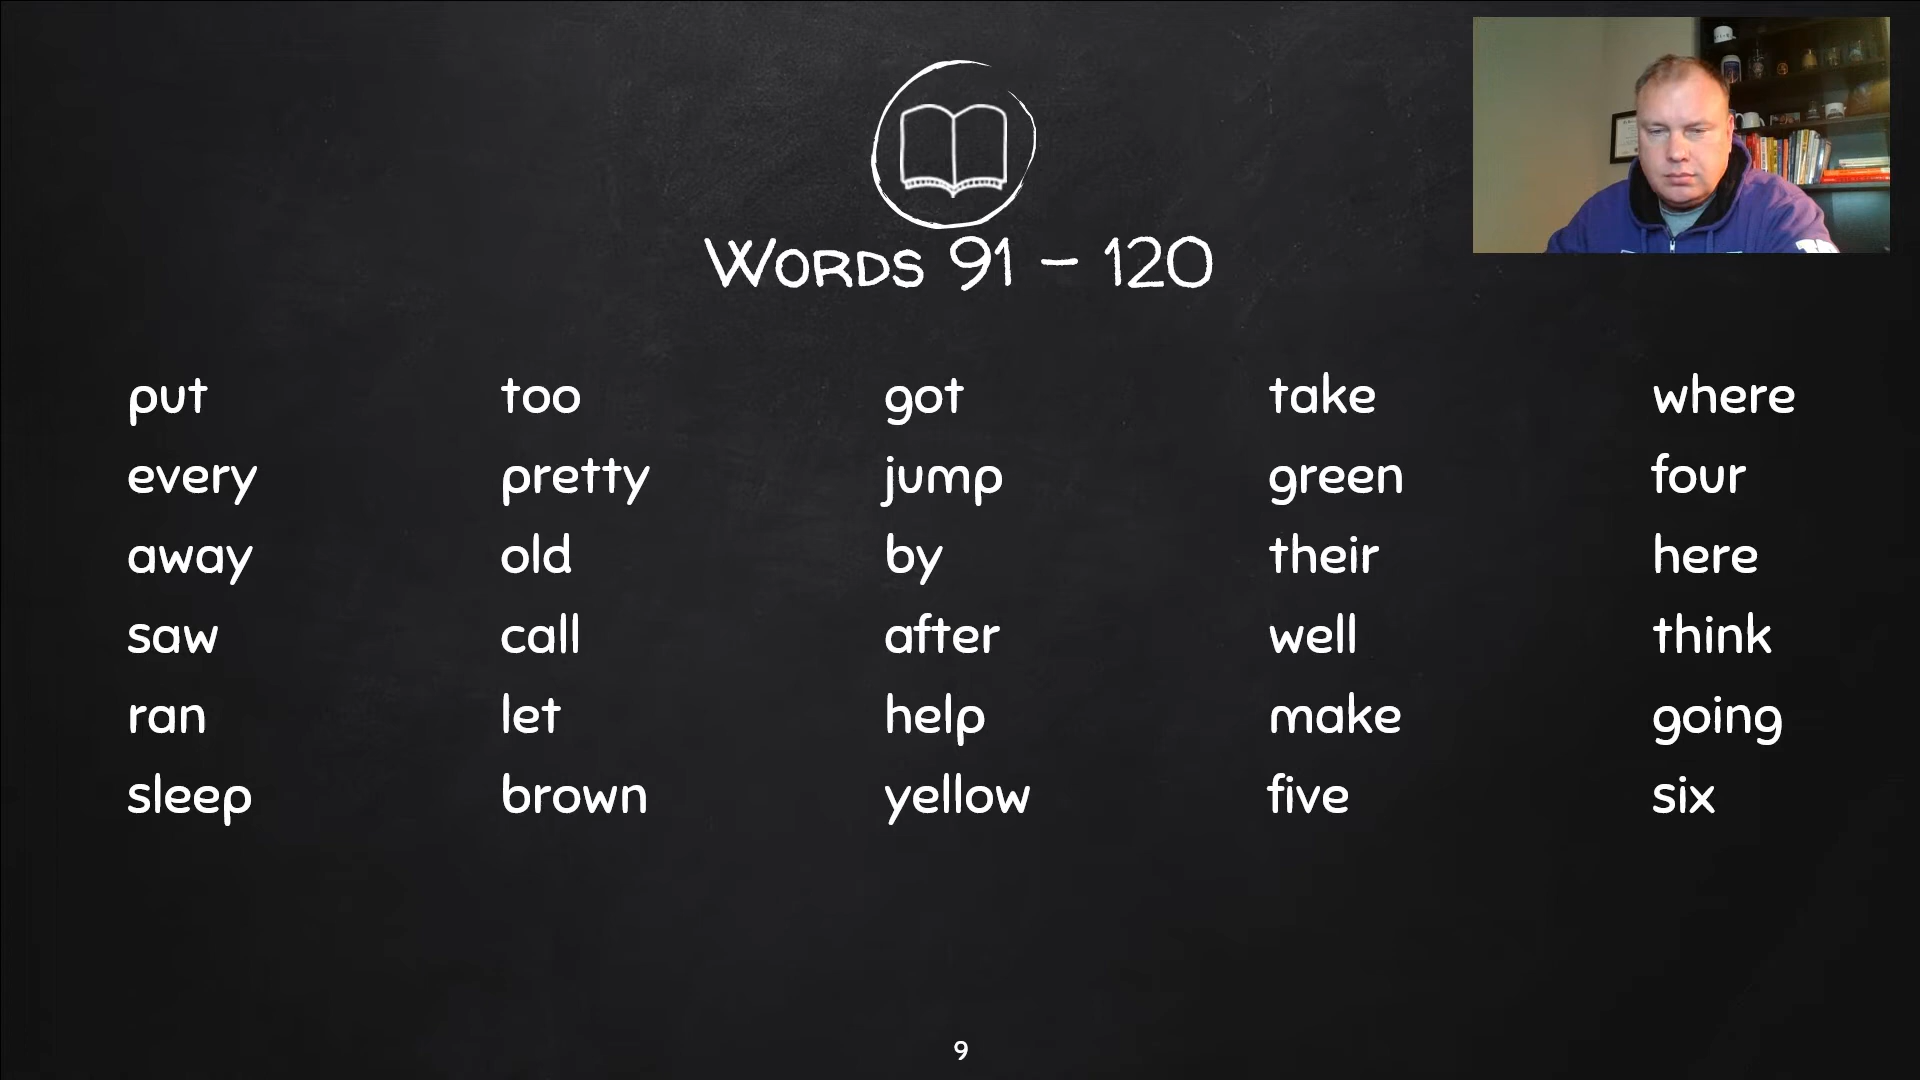 Words 91 – 120
put too got take where
every pretty jump green four
away old by their here
saw call after well think
ran let help make going
sleep brown yellow five six
9